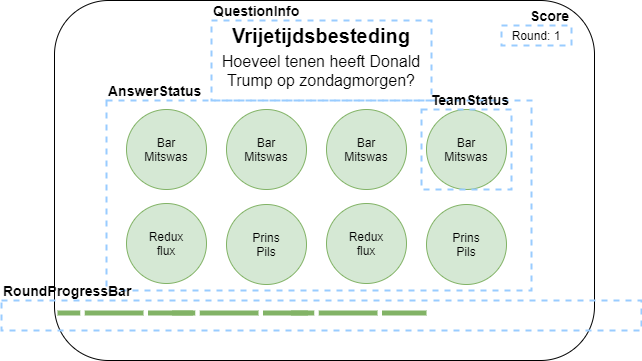 QuestionInfo
Score
Vrijetijdsbesteding
Round: 1
Hoeveel tenen heeft Donald
Trump op zondagmorgen?
AnswerStatus
TeamStatus
Bar
Mitswas
Bar
Mitswas
Bar
Mitswas
Bar
Mitswas
Redux
flux
Prins
Pils
Redux
flux
Prins
Pils
RoundProgressBar